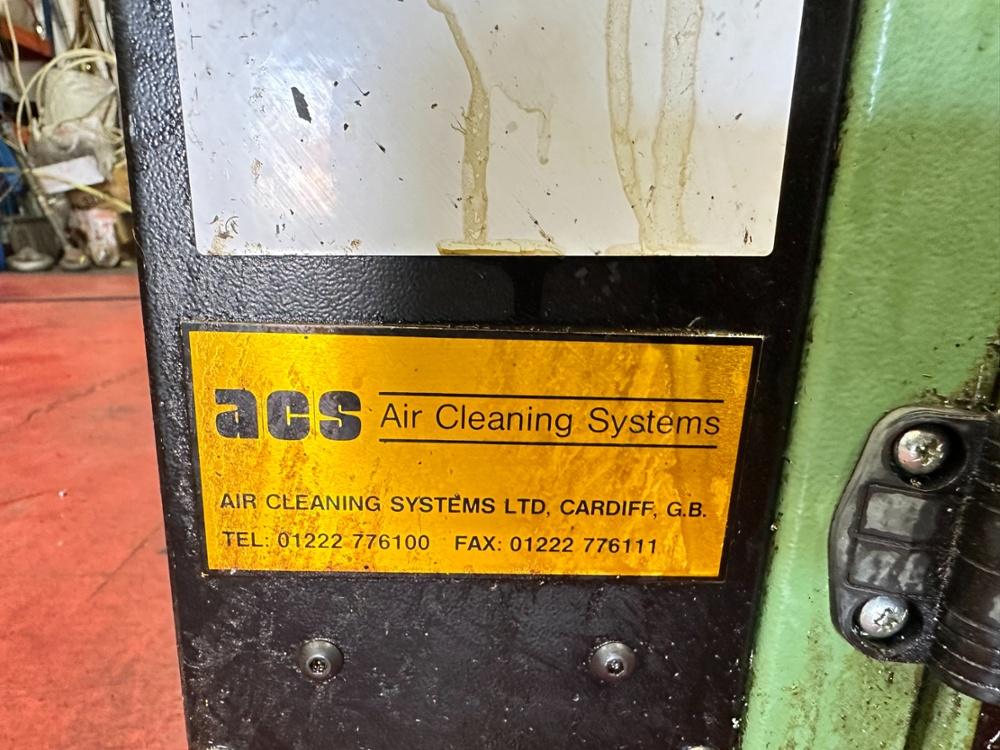 acs Air Cleaning Systems
AIR CLEANING SYSTEMS LTD, CARDIFF, G.B.
TEL: 01222 776100 FAX: 01222 776111